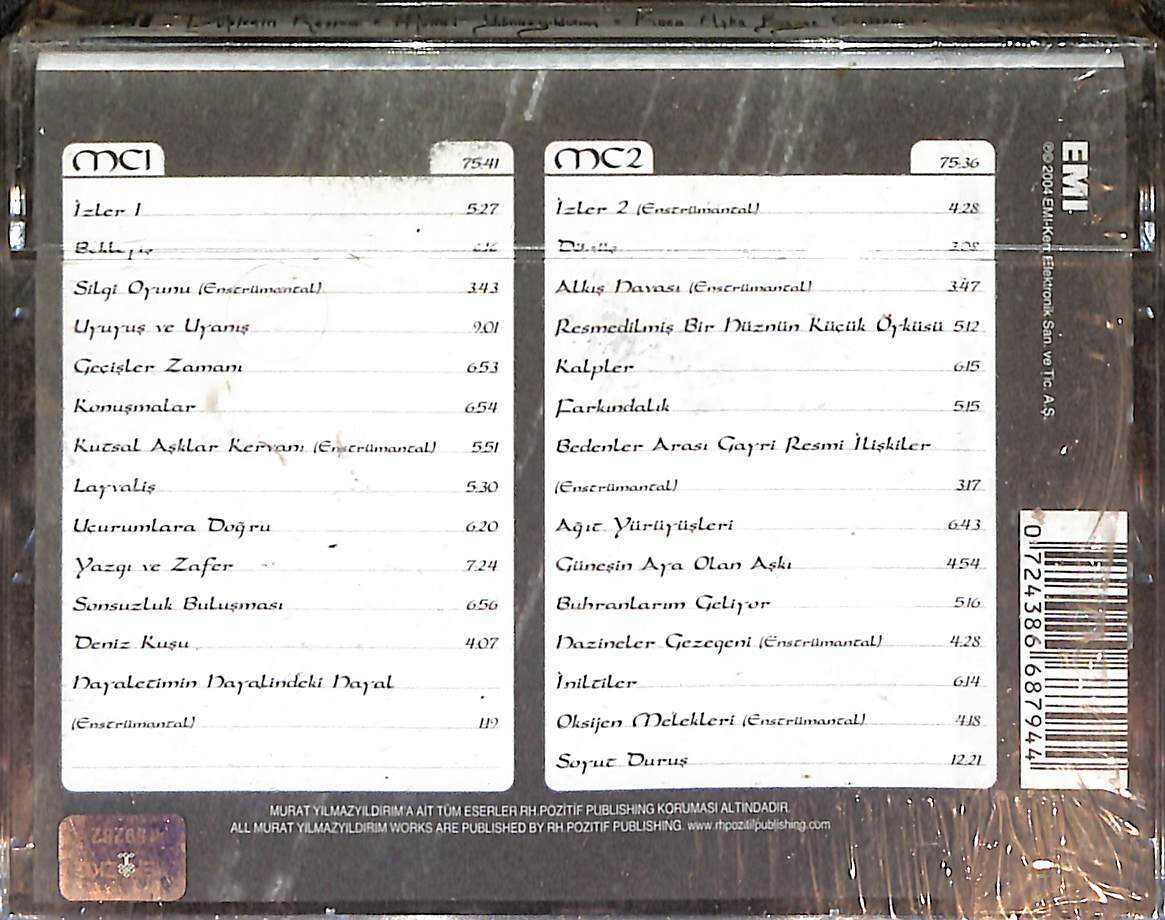 MC1 75:41
İzler 1 5:27
Bekleyiş
Silgi Oyunu (Enstrümantal) 3:43
Uyuyuş ve Uyanış 9:01
Geçişler Zamanı 6:53
Konuşmalar 6:54
Kutsal Aşklar Kervanı (Enstrümantal) 5:51
Layvaliş 5:30
Uçurumlara Doğru 6:20
Yazgı ve Zafer 7:24
Sonsuzluk Buluşması 6:56
Deniz Kuşu 4:07
Hayaletimin Hayalindeki Hayal
(Enstrümantal) 1:19
MC2 75:36
İzler 2 (Enstrümantal) 4:28
3:08
Alkış Havası (Enstrümantal) 3:47
Resmedilmiş Bir Hüznün Küçük Öyküsü 5:12
Kalpler 6:15
Farkındalık 5:15
Bedenler Arası Gayri Resmi İlişkiler
(Enstrümantal) 3:17
Ağıt Yürüyüşleri 6:43
Güneşin Aya Olan Aşkı 4:54
Buhranlarım Geliyor 5:16
Hazineler Gezegeni (Enstrümantal) 4:28
İniltiler 6:14
Oksijen Melekleri (Enstrümantal) 4:18
Soyut Duruş 12:21
EMI
℗© 2004 EMI-Kent Elektronik San. ve Tic. A.Ş.
0 724386 687944
MURAT YILMAZYILDIRIM'A AİT TÜM ESERLER RH POZİTİF PUBLISHING KORUMASI ALTINDADIR.
ALL MURAT YILMAZYILDIRIM WORKS ARE PUBLISHED BY RH POZITIF PUBLISHING. www.rhpozitifpublishing.com